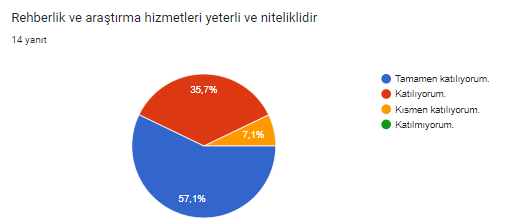 Rehberlik ve araştırma hizmetleri yeterli ve niteliklidir
14 yanıt
35,7%
7,1%
57,1%
Tamamen katılıyorum.
Katılıyorum.
Kısmen katılıyorum.
Katılmıyorum.